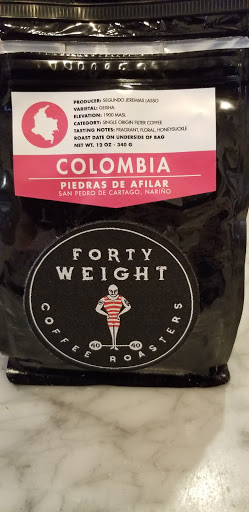 PRODUCER: SEGUNDO JEREMIAS LASSO
VARIETAL: GEISHA
ELEVATION: 1900 MASL
CATEGORY: SINGLE ORIGIN FILTER COFFEE
TASTING NOTES: FRAGRANT, FLORAL, HONEYSUCKLE
ROAST DATE ON UNDERSIDE OF BAG
NET WT. 12 OZ - 340 G
COLOMBIA
PIEDRAS DE AFILAR
SAN PEDRO DE CARTAGO, NARIÑO
FORTY
WEIGHT
40 40
COFFEE ROASTERS